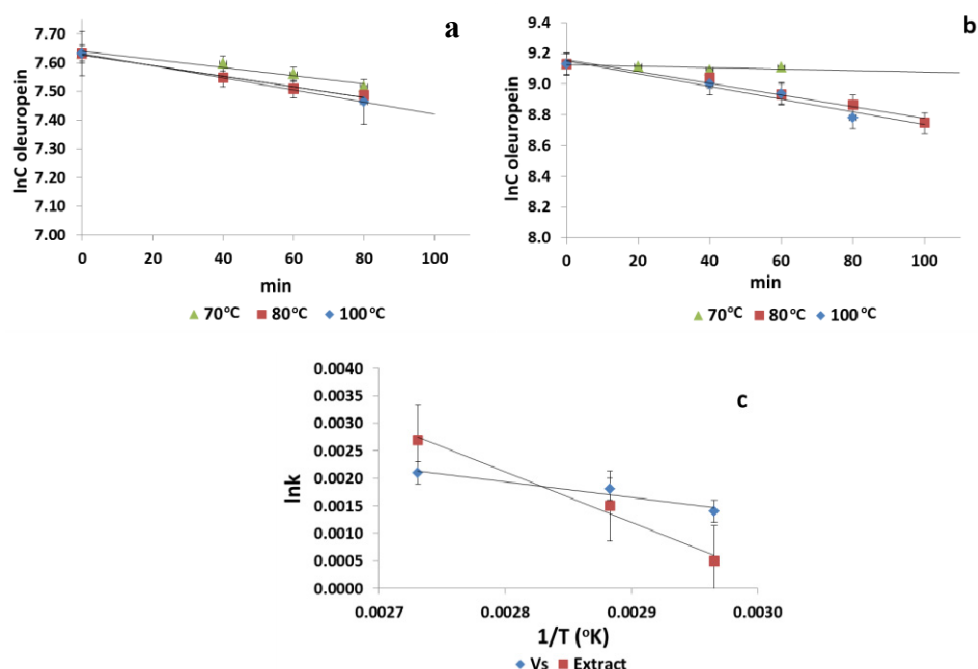 a
7.70
7.60
7.50
7.40
7.30
7.20
7.10
7.00
lnC oleuropein
0 20 40 60 80 100
min
70°C 80°C 100°C
b
9.4
9.2
9.0
8.8
8.6
8.4
8.2
8.0
lnC oleuropein
0 20 40 60 80 100
min
70°C 80°C 100°C
c
0.0040
0.0035
0.0030
0.0025
0.0020
0.0015
0.0010
0.0005
0.0000
lnk
0.0027 0.0028 0.0029 0.0030
1/T (°K)
Vs Extract